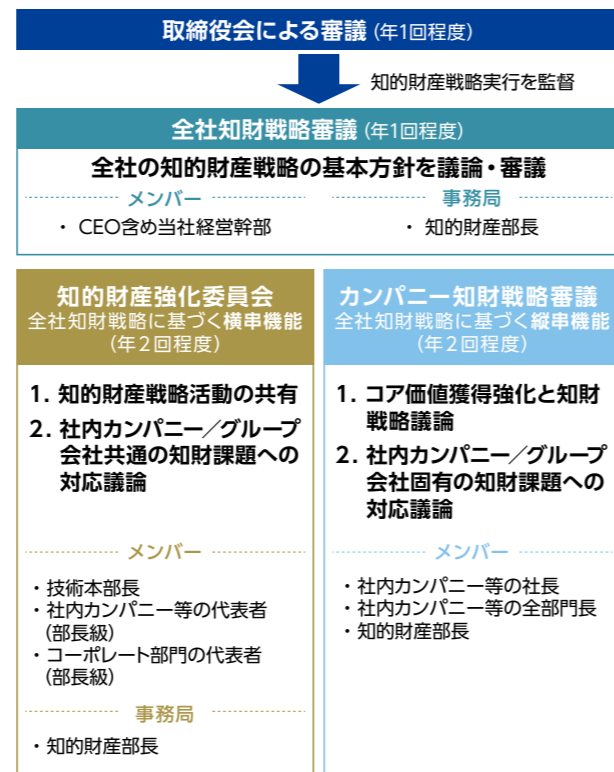 取締役会による審議 (年1回程度)
知的財産戦略実行を監督
全社知財戦略審議 (年1回程度)
全社の知的財産戦略の基本方針を議論・審議
メンバー
・ CEO含め当社経営幹部
事務局
・ 知的財産部長
知的財産強化委員会
全社知財戦略に基づく横串機能
(年2回程度)
1. 知的財産戦略活動の共有
2. 社内カンパニー／グループ
会社共通の知財課題への
対応議論
メンバー
・技術本部長
・社内カンパニー等の代表者
(部長級)
・コーポレート部門の代表者
(部長級)
事務局
・知的財産部長
カンパニー知財戦略審議
全社知財戦略に基づく縦串機能
(年2回程度)
1. コア価値獲得強化と知財
戦略議論
2. 社内カンパニー／グループ
会社固有の知財課題への
対応議論
メンバー
・社内カンパニー等の社長
・社内カンパニー等の全部門長
・知的財産部長